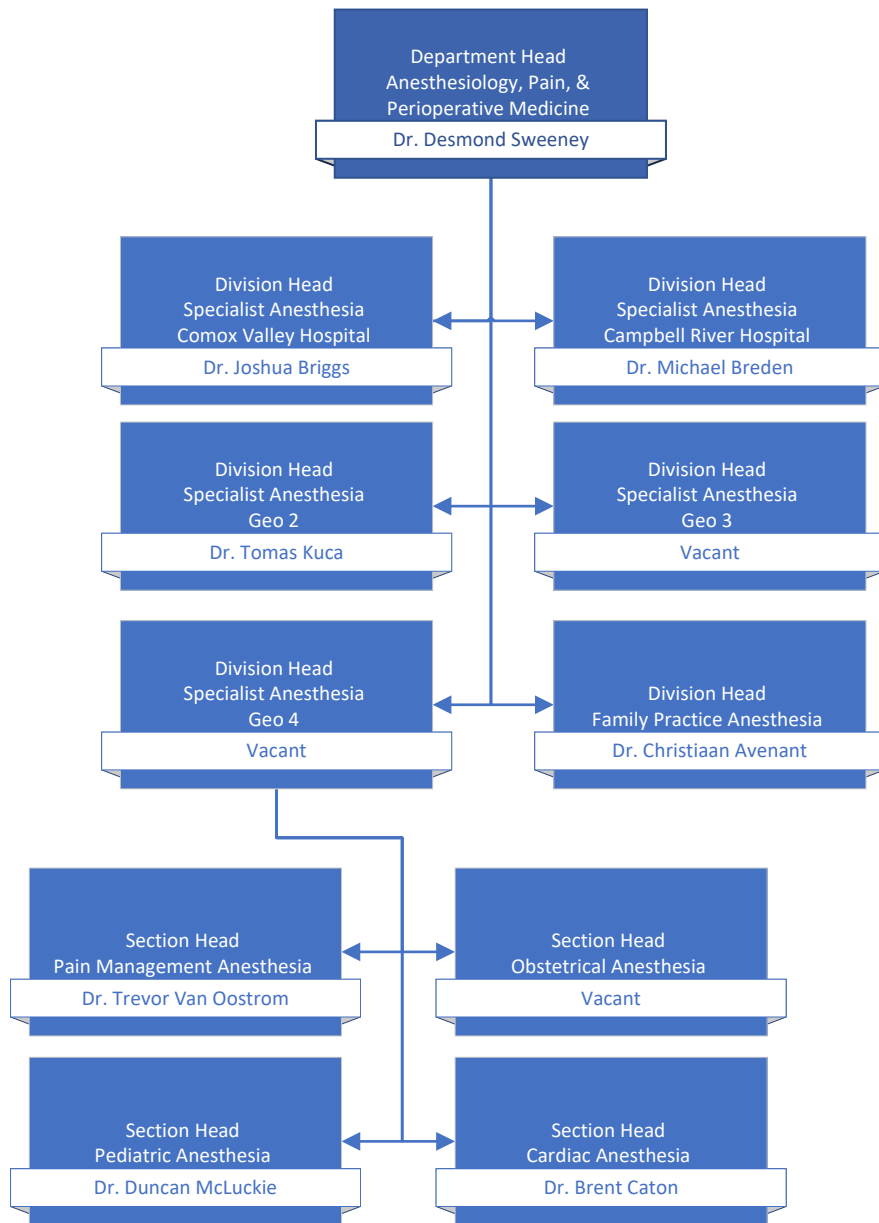 Department Head
Anesthesiology, Pain, &
Perioperative Medicine
Dr. Desmond Sweeney
Division Head
Specialist Anesthesia
Comox Valley Hospital
Dr. Joshua Briggs
Division Head
Specialist Anesthesia
Campbell River Hospital
Dr. Michael Breden
Division Head
Specialist Anesthesia
Geo 2
Dr. Tomas Kuca
Division Head
Specialist Anesthesia
Geo 3
Vacant
Division Head
Specialist Anesthesia
Geo 4
Vacant
Division Head
Family Practice Anesthesia
Dr. Christiaan Avenant
Section Head
Pain Management Anesthesia
Dr. Trevor Van Oostrom
Section Head
Obstetrical Anesthesia
Vacant
Section Head
Pediatric Anesthesia
Dr. Duncan McLuckie
Section Head
Cardiac Anesthesia
Dr. Brent Caton